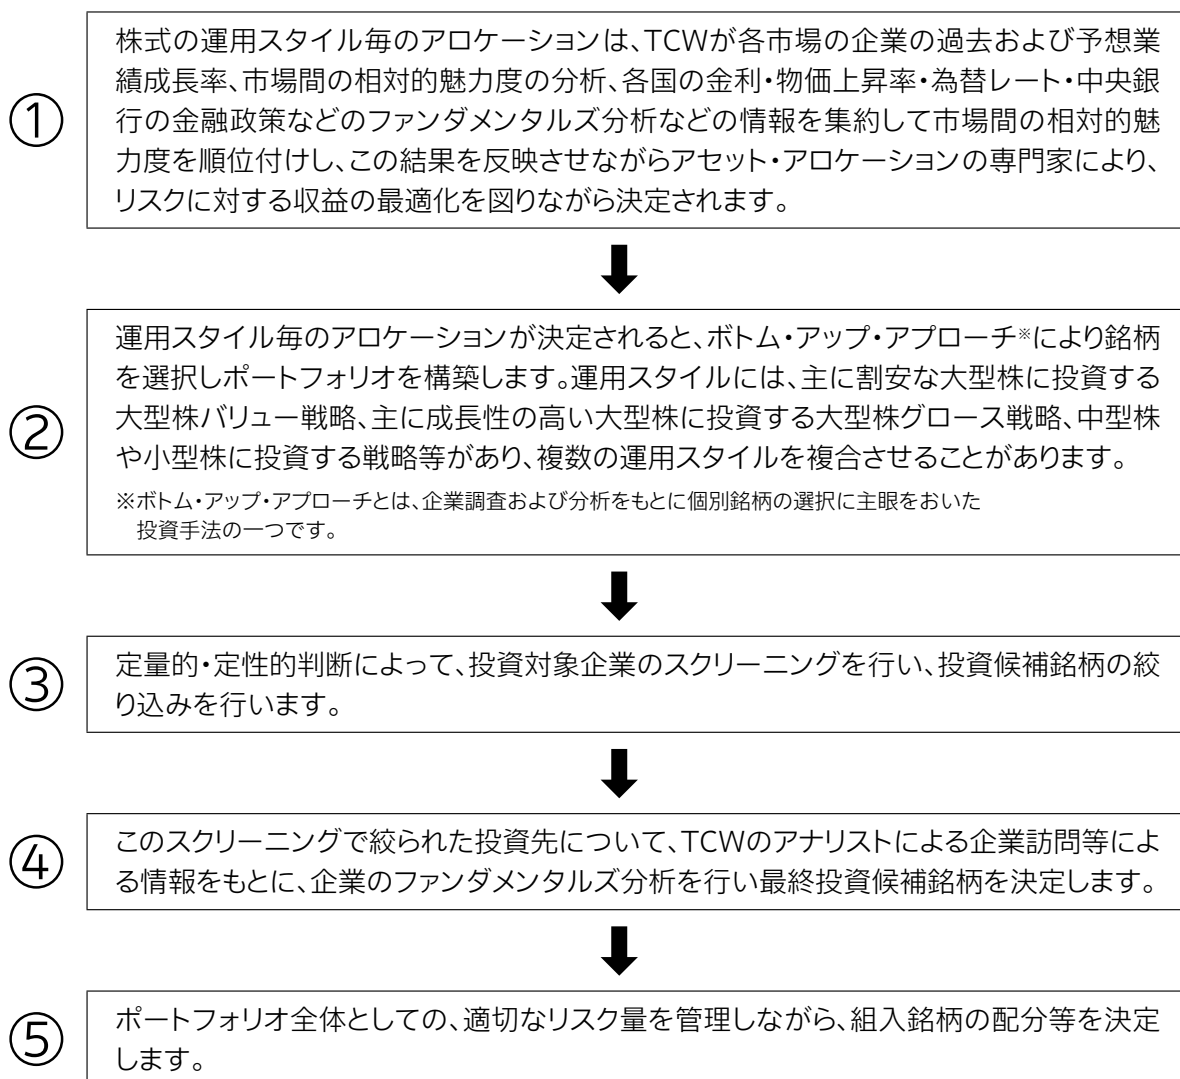 ①
株式の運用スタイル毎のアロケーションは、TCWが各市場の企業の過去および予想業
績成長率、市場間の相対的魅力度の分析、各国の金利・物価上昇率・為替レート・中央銀
行の金融政策などのファンダメンタルズ分析などの情報を集約して市場間の相対的魅
力度を順位付けし、この結果を反映させながらアセット・アロケーションの専門家により、
リスクに対する収益の最適化を図りながら決定されます。
②
運用スタイル毎のアロケーションが決定されると、ボトム・アップ・アプローチ※により銘柄
を選択しポートフォリオを構築します。運用スタイルには、主に割安な大型株に投資する
大型株バリュー戦略、主に成長性の高い大型株に投資する大型株グロース戦略、中型株
や小型株に投資する戦略等があり、複数の運用スタイルを複合させることがあります。
※ボトム・アップ・アプローチとは、企業調査および分析をもとに個別銘柄の選択に主眼をおいた
投資手法の一つです。
③
定量的・定性的判断によって、投資対象企業のスクリーニングを行い、投資候補銘柄の絞
り込みを行います。
④
このスクリーニングで絞られた投資先について、TCWのアナリストによる企業訪問等によ
る情報をもとに、企業のファンダメンタルズ分析を行い最終投資候補銘柄を決定します。
⑤
ポートフォリオ全体としての、適切なリスク量を管理しながら、組入銘柄の配分等を決定
します。